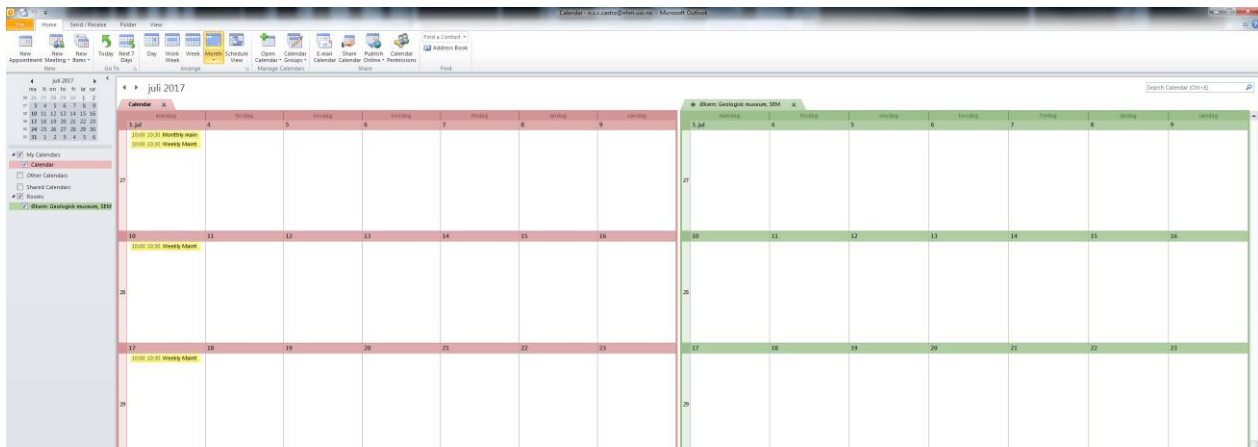 Calendar - n.s.c.castro@nhm.uio.no - Microsoft Outlook
File Home Send / Receive Folder View
New Appointment
New Meeting
New Items
New
Today
Next 7 Days
Go To
Day
Work Week
Week
Month
Schedule View
Arrange
Open Calendar
Calendar Groups
Manage Calendars
E-mail Calendar
Share Calendar
Publish Online
Calendar Permissions
Share
Find a Contact
Address Book
Find
juli 2017
ma ti on to fr lø sø
26 26 27 28 29 30 1 2
27 3 4 5 6 7 8 9
28 10 11 12 13 14 15 16
29 17 18 19 20 21 22 23
30 24 25 26 27 28 29 30
31 31 1 2 3 4 5 6
My Calendars
Calendar
Other Calendars
Shared Calendars
Rooms
Økern: Geologisk museum, SEM
juli 2017
Search Calendar (Ctrl+E)
Calendar
mandag tirsdag onsdag torsdag fredag lørdag søndag
3. jul 4 5 6 7 8 9
10:00 10:30 Monthly main
10:00 10:30 Weekly Maint
27
10 11 12 13 14 15 16
10:00 10:30 Weekly Maint
28
17 18 19 20 21 22 23
10:00 10:30 Weekly Maint
29
Økern: Geologisk museum, SEM
mandag tirsdag onsdag torsdag fredag lørdag søndag
3. jul 4 5 6 7 8 9
27
10 11 12 13 14 15 16
28
17 18 19 20 21 22 23
29